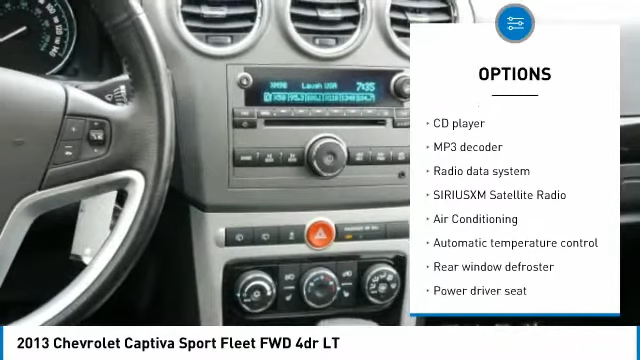 OPTIONS
CD player
MP3 decoder
Radio data system
SIRIUSXM Satellite Radio
Air Conditioning
Automatic temperature control
Rear window defroster
Power driver seat
7:35
2013 Chevrolet Captiva Sport Fleet FWD 4dr LT